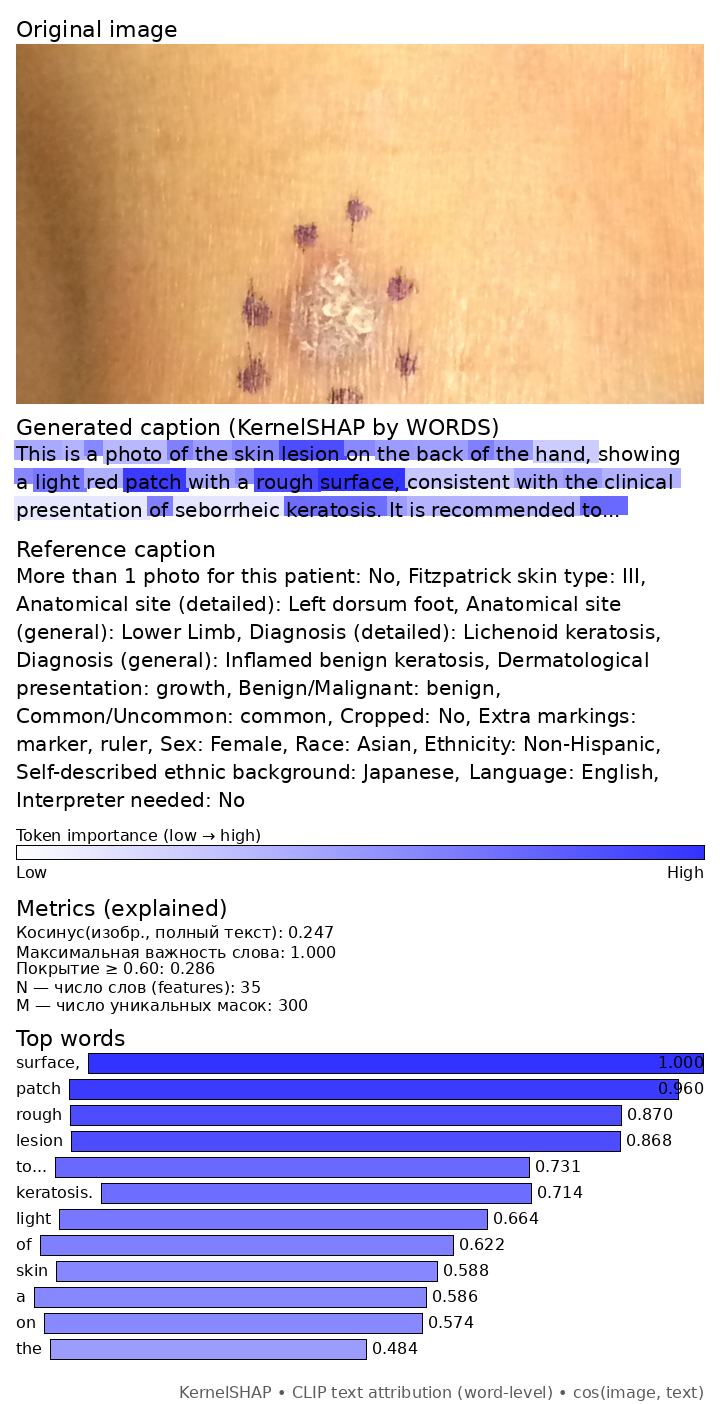 Original image
Generated caption (KernelSHAP by WORDS)
This is a photo of the skin lesion on the back of the hand, showing
a light red patch with a rough surface, consistent with the clinical
presentation of seborrheic keratosis. It is recommended to...
Reference caption
More than 1 photo for this patient: No, Fitzpatrick skin type: III,
Anatomical site (detailed): Left dorsum foot, Anatomical site
(general): Lower Limb, Diagnosis (detailed): Lichenoid keratosis,
Diagnosis (general): Inflamed benign keratosis, Dermatological
presentation: growth, Benign/Malignant: benign,
Common/Uncommon: common, Cropped: No, Extra markings:
marker, ruler, Sex: Female, Race: Asian, Ethnicity: Non-Hispanic,
Self-described ethnic background: Japanese, Language: English,
Interpreter needed: No
Token importance (low → high)
Low High
Metrics (explained)
Косинус(изобр., полный текст): 0.247
Максимальная важность слова: 1.000
Покрытие ≥ 0.60: 0.286
N — число слов (features): 35
M — число уникальных масок: 300
Top words
surface, 1.000
patch 0.960
rough 0.870
lesion 0.868
to... 0.731
keratosis. 0.714
light 0.664
of 0.622
skin 0.588
a 0.586
on 0.574
the 0.484
KernelSHAP • CLIP text attribution (word-level) • cos(image, text)